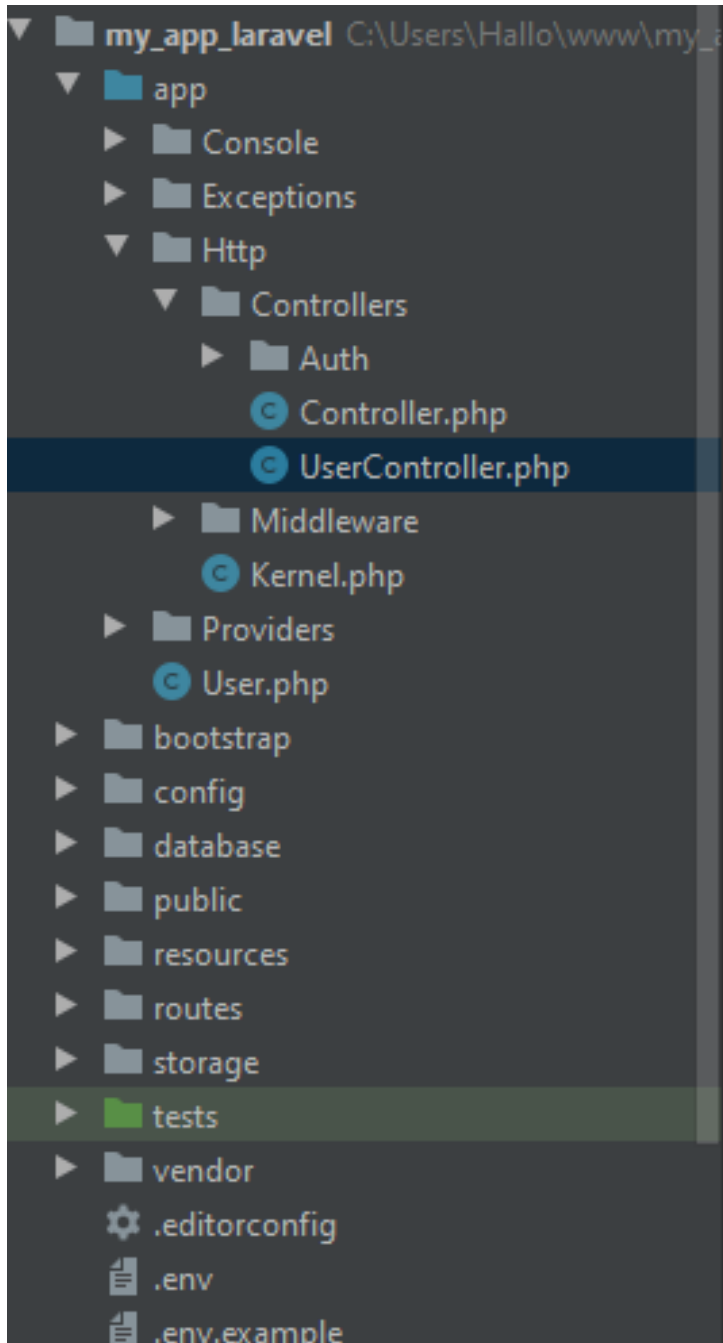 my_app_laravel C:\Users\Hallo\www\my_a
app
Console
Exceptions
Http
Controllers
Auth
C Controller.php
C UserController.php
Middleware
C Kernel.php
Providers
C User.php
bootstrap
config
database
public
resources
routes
storage
tests
vendor
.editorconfig
.env
.env.example